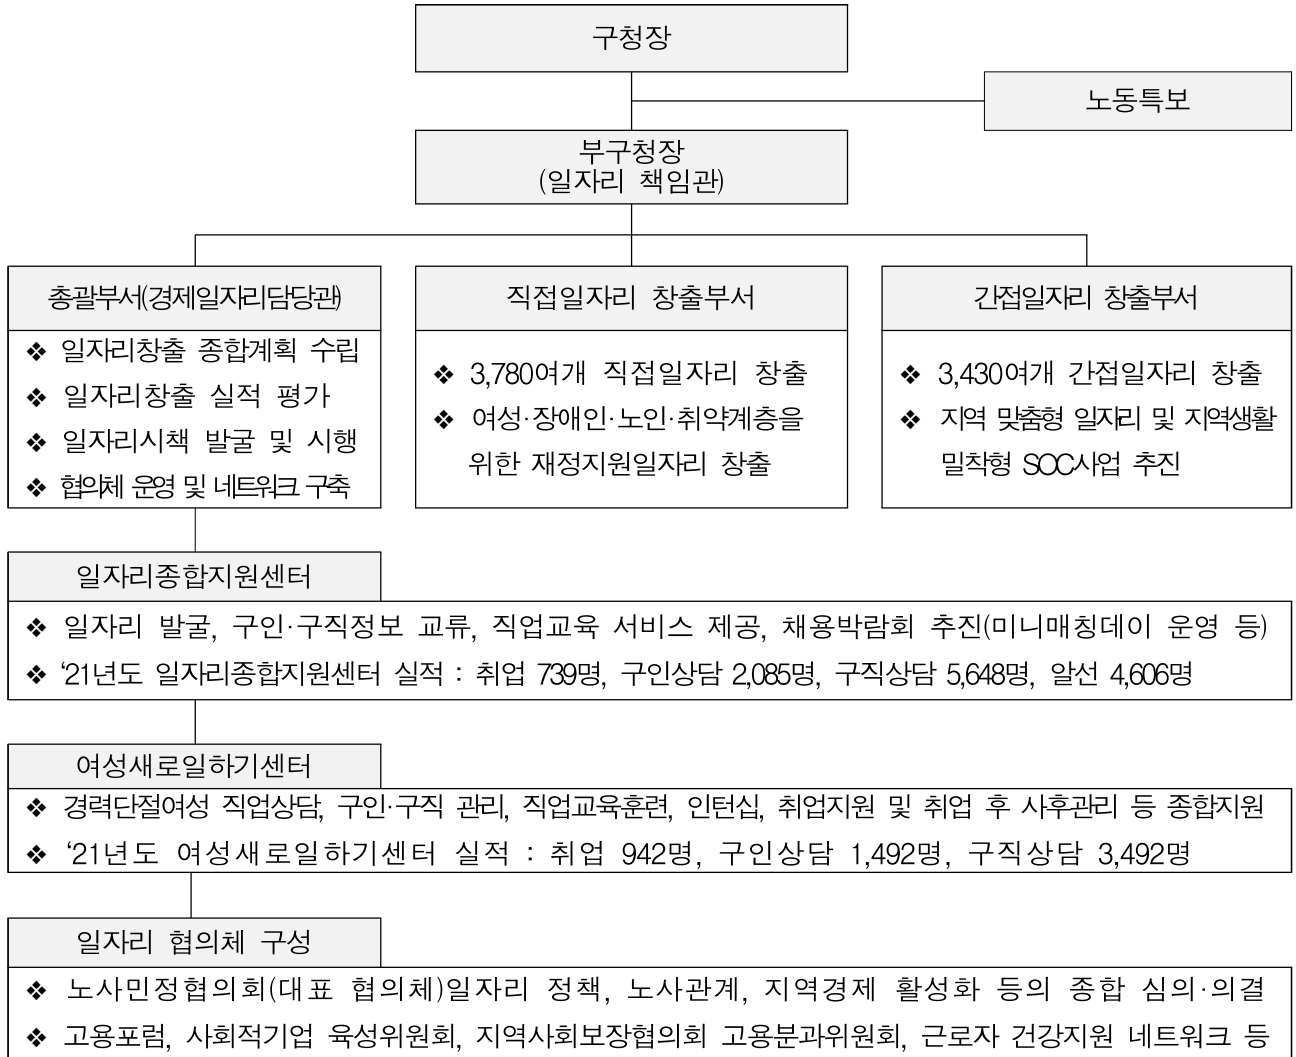 구청장
노동특보
부구청장
(일자리 책임관)
총괄부서(경제일자리담당관)
❖ 일자리창출 종합계획 수립
❖ 일자리창출 실적 평가
❖ 일자리시책 발굴 및 시행
❖ 협의체 운영 및 네트워크 구축
직접일자리 창출부서
❖ 3,780여개 직접일자리 창출
❖ 여성·장애인·노인·취약계층을
위한 재정지원일자리 창출
간접일자리 창출부서
❖ 3,430여개 간접일자리 창출
❖ 지역 맞춤형 일자리 및 지역생활
밀착형 SOC사업 추진
일자리종합지원센터
❖ 일자리 발굴, 구인·구직정보 교류, 직업교육 서비스 제공, 채용박람회 추진(미니매칭데이 운영 등)
❖ ‘21년도 일자리종합지원센터 실적 : 취업 739명, 구인상담 2,085명, 구직상담 5,648명, 알선 4,606명
여성새로일하기센터
❖ 경력단절여성 직업상담, 구인·구직 관리, 직업교육훈련, 인턴십, 취업지원 및 취업 후 사후관리 등 종합지원
❖ ‘21년도 여성새로일하기센터 실적 : 취업 942명, 구인상담 1,492명, 구직상담 3,492명
일자리 협의체 구성
❖ 노사민정협의회(대표 협의체)일자리 정책, 노사관계, 지역경제 활성화 등의 종합 심의·의결
❖ 고용포럼, 사회적기업 육성위원회, 지역사회보장협의회 고용분과위원회, 근로자 건강지원 네트워크 등